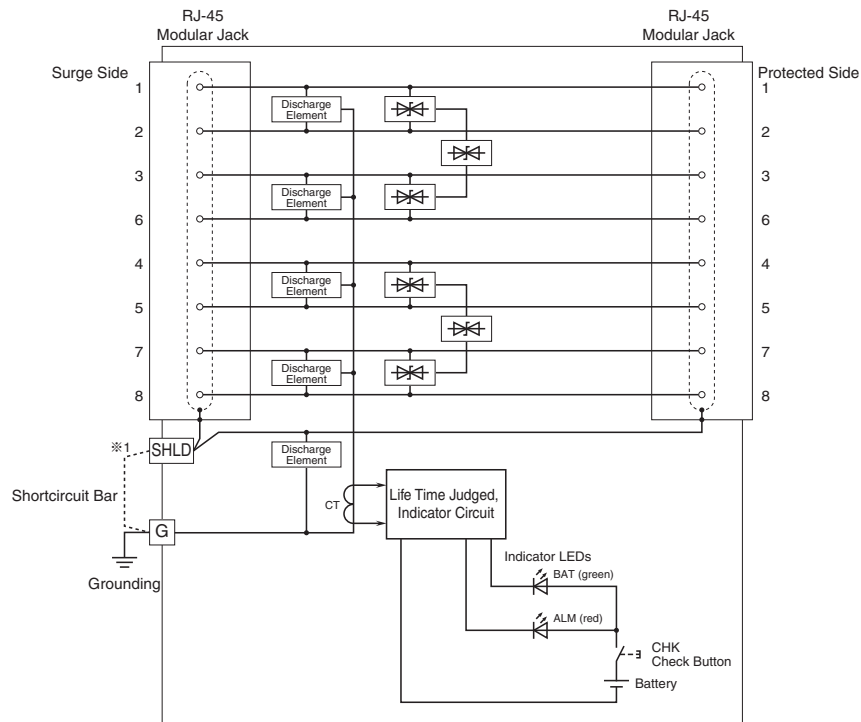 RJ-45
Modular Jack
RJ-45
Modular Jack
Surge Side
Protected Side
1
Discharge
Element
1
2
2
3
Discharge
Element
3
6
6
4
Discharge
Element
4
5
5
7
Discharge
Element
7
8
8
※1
SHLD
Discharge
Element
Shortcircuit Bar
CT
Life Time Judged,
Indicator Circuit
G
Grounding
Indicator LEDs
BAT (green)
ALM (red)
CHK
Check Button
Battery